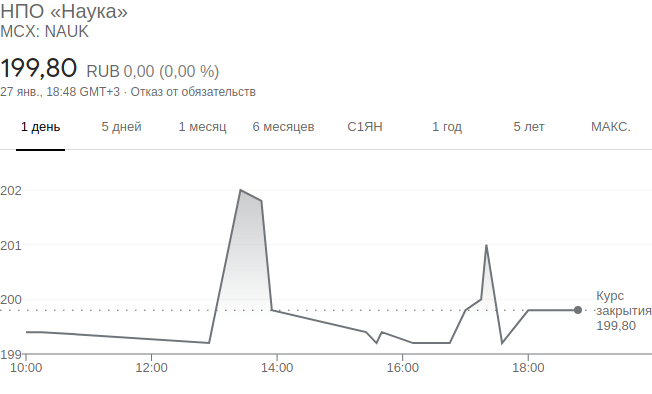 НПО «Наука»
MCX: NAUK
199,80 RUB 0,00 (0,00 %)
27 янв., 18:48 GMT+3 · Отказ от обязательств
1 день 5 дней 1 месяц 6 месяцев С1ЯН 1 год 5 лет МАКС.
202
201
200
199
Курс
закрытия
199,80
10:00 12:00 14:00 16:00 18:00